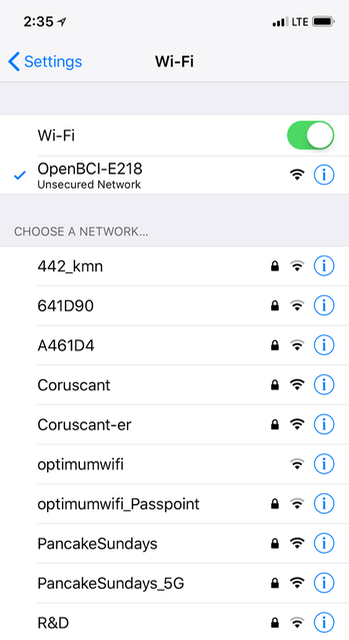 2:35 LTE
Settings Wi-Fi
Wi-Fi
OpenBCI-E218
Unsecured Network
CHOOSE A NETWORK...
442_kmn
641D90
A461D4
Coruscant
Coruscant-er
optimumwifi
optimumwifi_Passpoint
PancakeSundays
PancakeSundays_5G
R&D